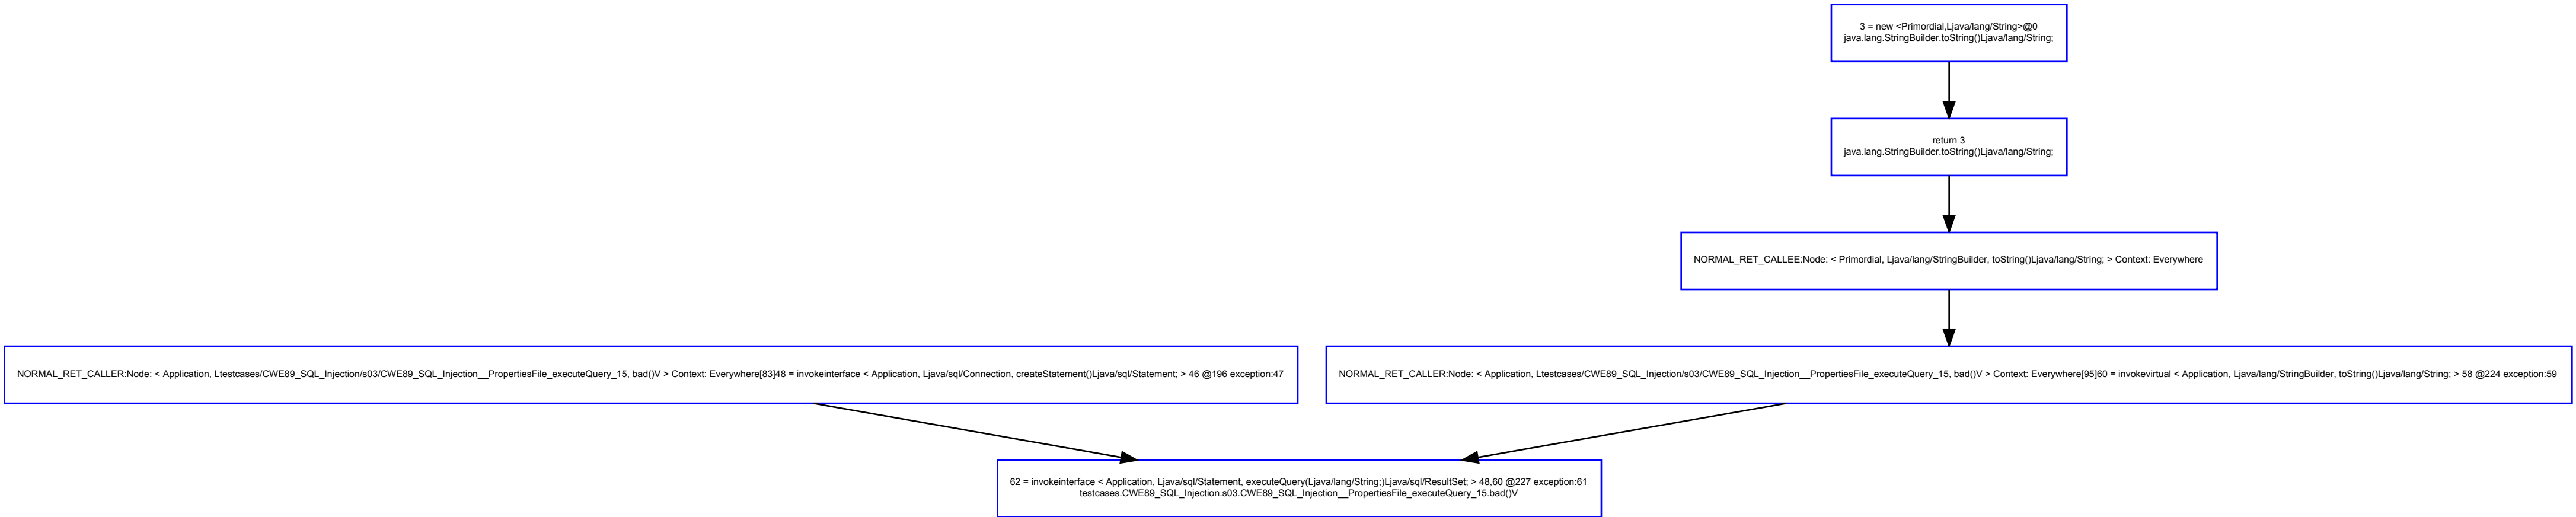 3 = new <Primordial,Ljava/lang/String>@0
java.lang.StringBuilder.toString()Ljava/lang/String;
return 3
java.lang.StringBuilder.toString()Ljava/lang/String;
NORMAL_RET_CALLEE:Node: < Primordial, Ljava/lang/StringBuilder, toString()Ljava/lang/String; > Context: Everywhere
NORMAL_RET_CALLER:Node: < Application, Ltestcases/CWE89_SQL_Injection/s03/CWE89_SQL_Injection__PropertiesFile_executeQuery_15, bad()V > Context: Everywhere[83]48 = invokeinterface < Application, Ljava/sql/Connection, createStatement()Ljava/sql/Statement; > 46 @196 exception:47
NORMAL_RET_CALLER:Node: < Application, Ltestcases/CWE89_SQL_Injection/s03/CWE89_SQL_Injection__PropertiesFile_executeQuery_15, bad()V > Context: Everywhere[95]60 = invokevirtual < Application, Ljava/lang/StringBuilder, toString()Ljava/lang/String; > 58 @224 exception:59
62 = invokeinterface < Application, Ljava/sql/Statement, executeQuery(Ljava/lang/String;)Ljava/sql/ResultSet; > 48,60 @227 exception:61
testcases.CWE89_SQL_Injection.s03.CWE89_SQL_Injection__PropertiesFile_executeQuery_15.bad()V